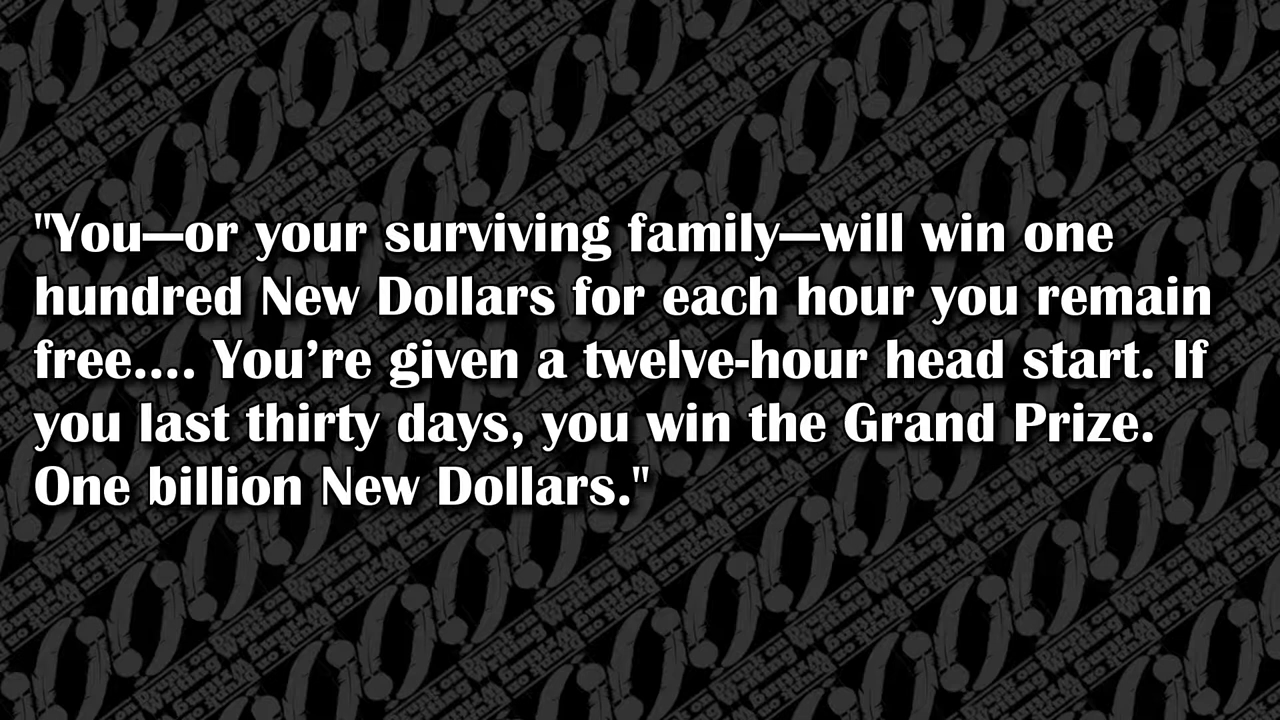 "You—or your surviving family—will win one
hundred New Dollars for each hour you remain
free.... You’re given a twelve-hour head start. If
you last thirty days, you win the Grand Prize.
One billion New Dollars."